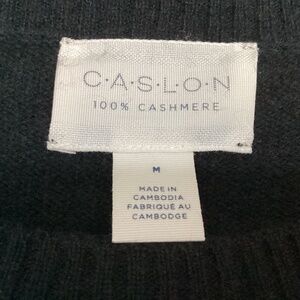 C·A·S·L·O·N
100% CASHMERE
M
MADE IN
CAMBODIA
FABRIQUÉ AU
CAMBODGE